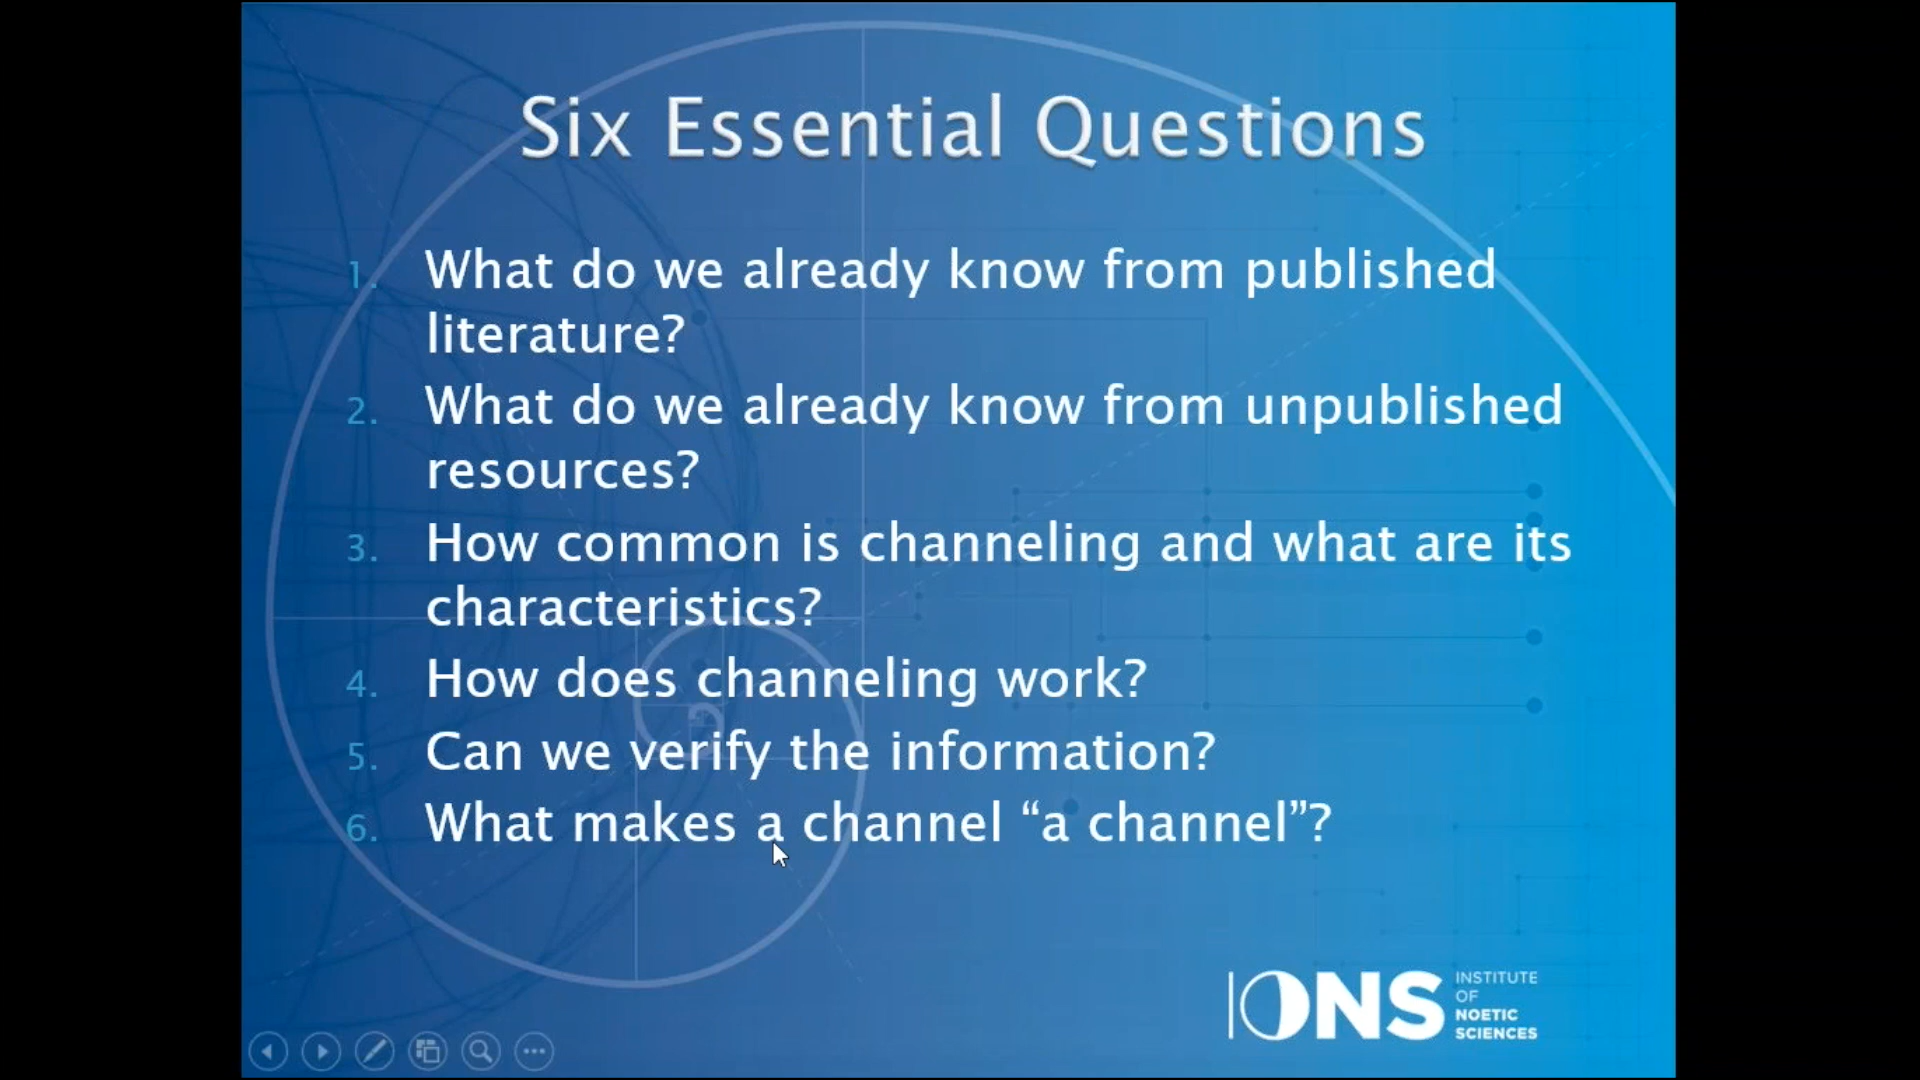 Six Essential Questions
1. What do we already know from published
literature?
2. What do we already know from unpublished
resources?
3. How common is channeling and what are its
characteristics?
4. How does channeling work?
5. Can we verify the information?
6. What makes a channel “a channel”?
IONS
INSTITUTE
OF
NOETIC
SCIENCES